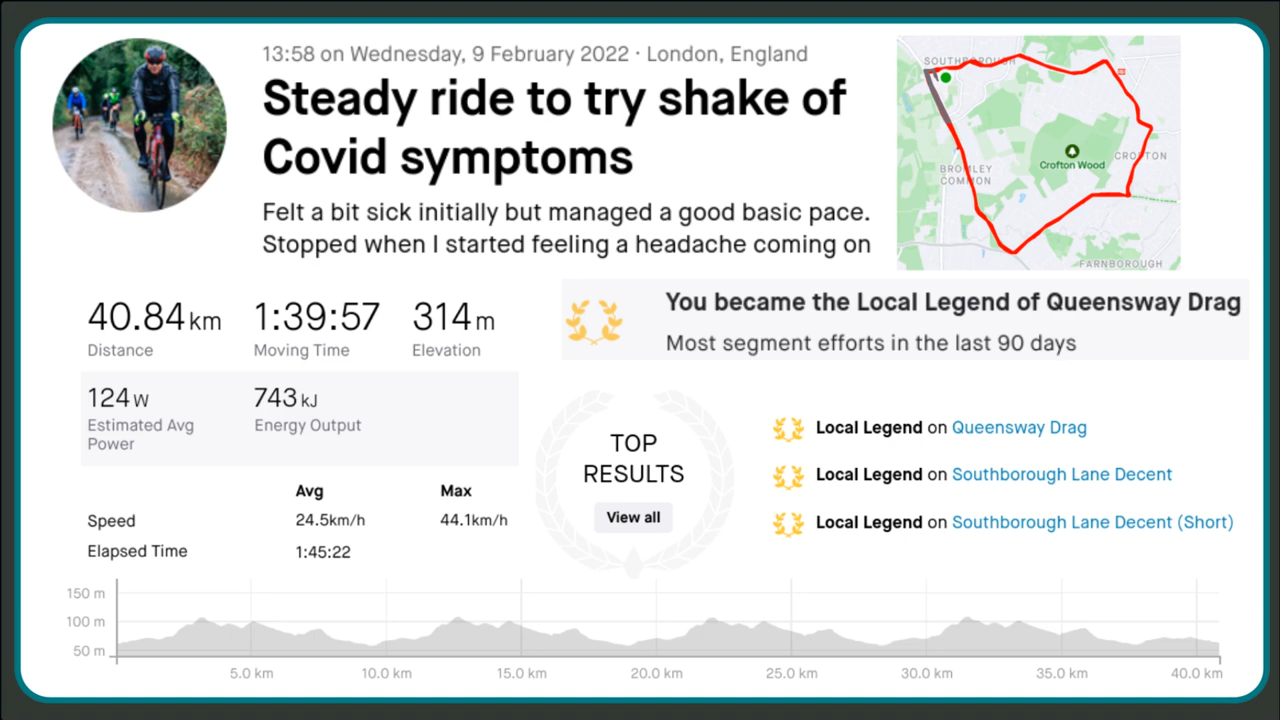 13:58 on Wednesday, 9 February 2022 · London, England
Steady ride to try shake of
Covid symptoms
Felt a bit sick initially but managed a good basic pace.
Stopped when I started feeling a headache coming on
SOUTHBOROUGH
BROMLEY
COMMON
Crofton Wood
CROFTON
FARNBOROUGH
40.84 km
Distance
1:39:57
Moving Time
314 m
Elevation
You became the Local Legend of Queensway Drag
Most segment efforts in the last 90 days
124 W
Estimated Avg
Power
743 kJ
Energy Output
Avg Max
Speed 24.5km/h 44.1km/h
Elapsed Time 1:45:22
TOP
RESULTS
View all
Local Legend on Queensway Drag
Local Legend on Southborough Lane Decent
Local Legend on Southborough Lane Decent (Short)
150 m
100 m
50 m
5.0 km 10.0 km 15.0 km 20.0 km 25.0 km 30.0 km 35.0 km 40.0 km